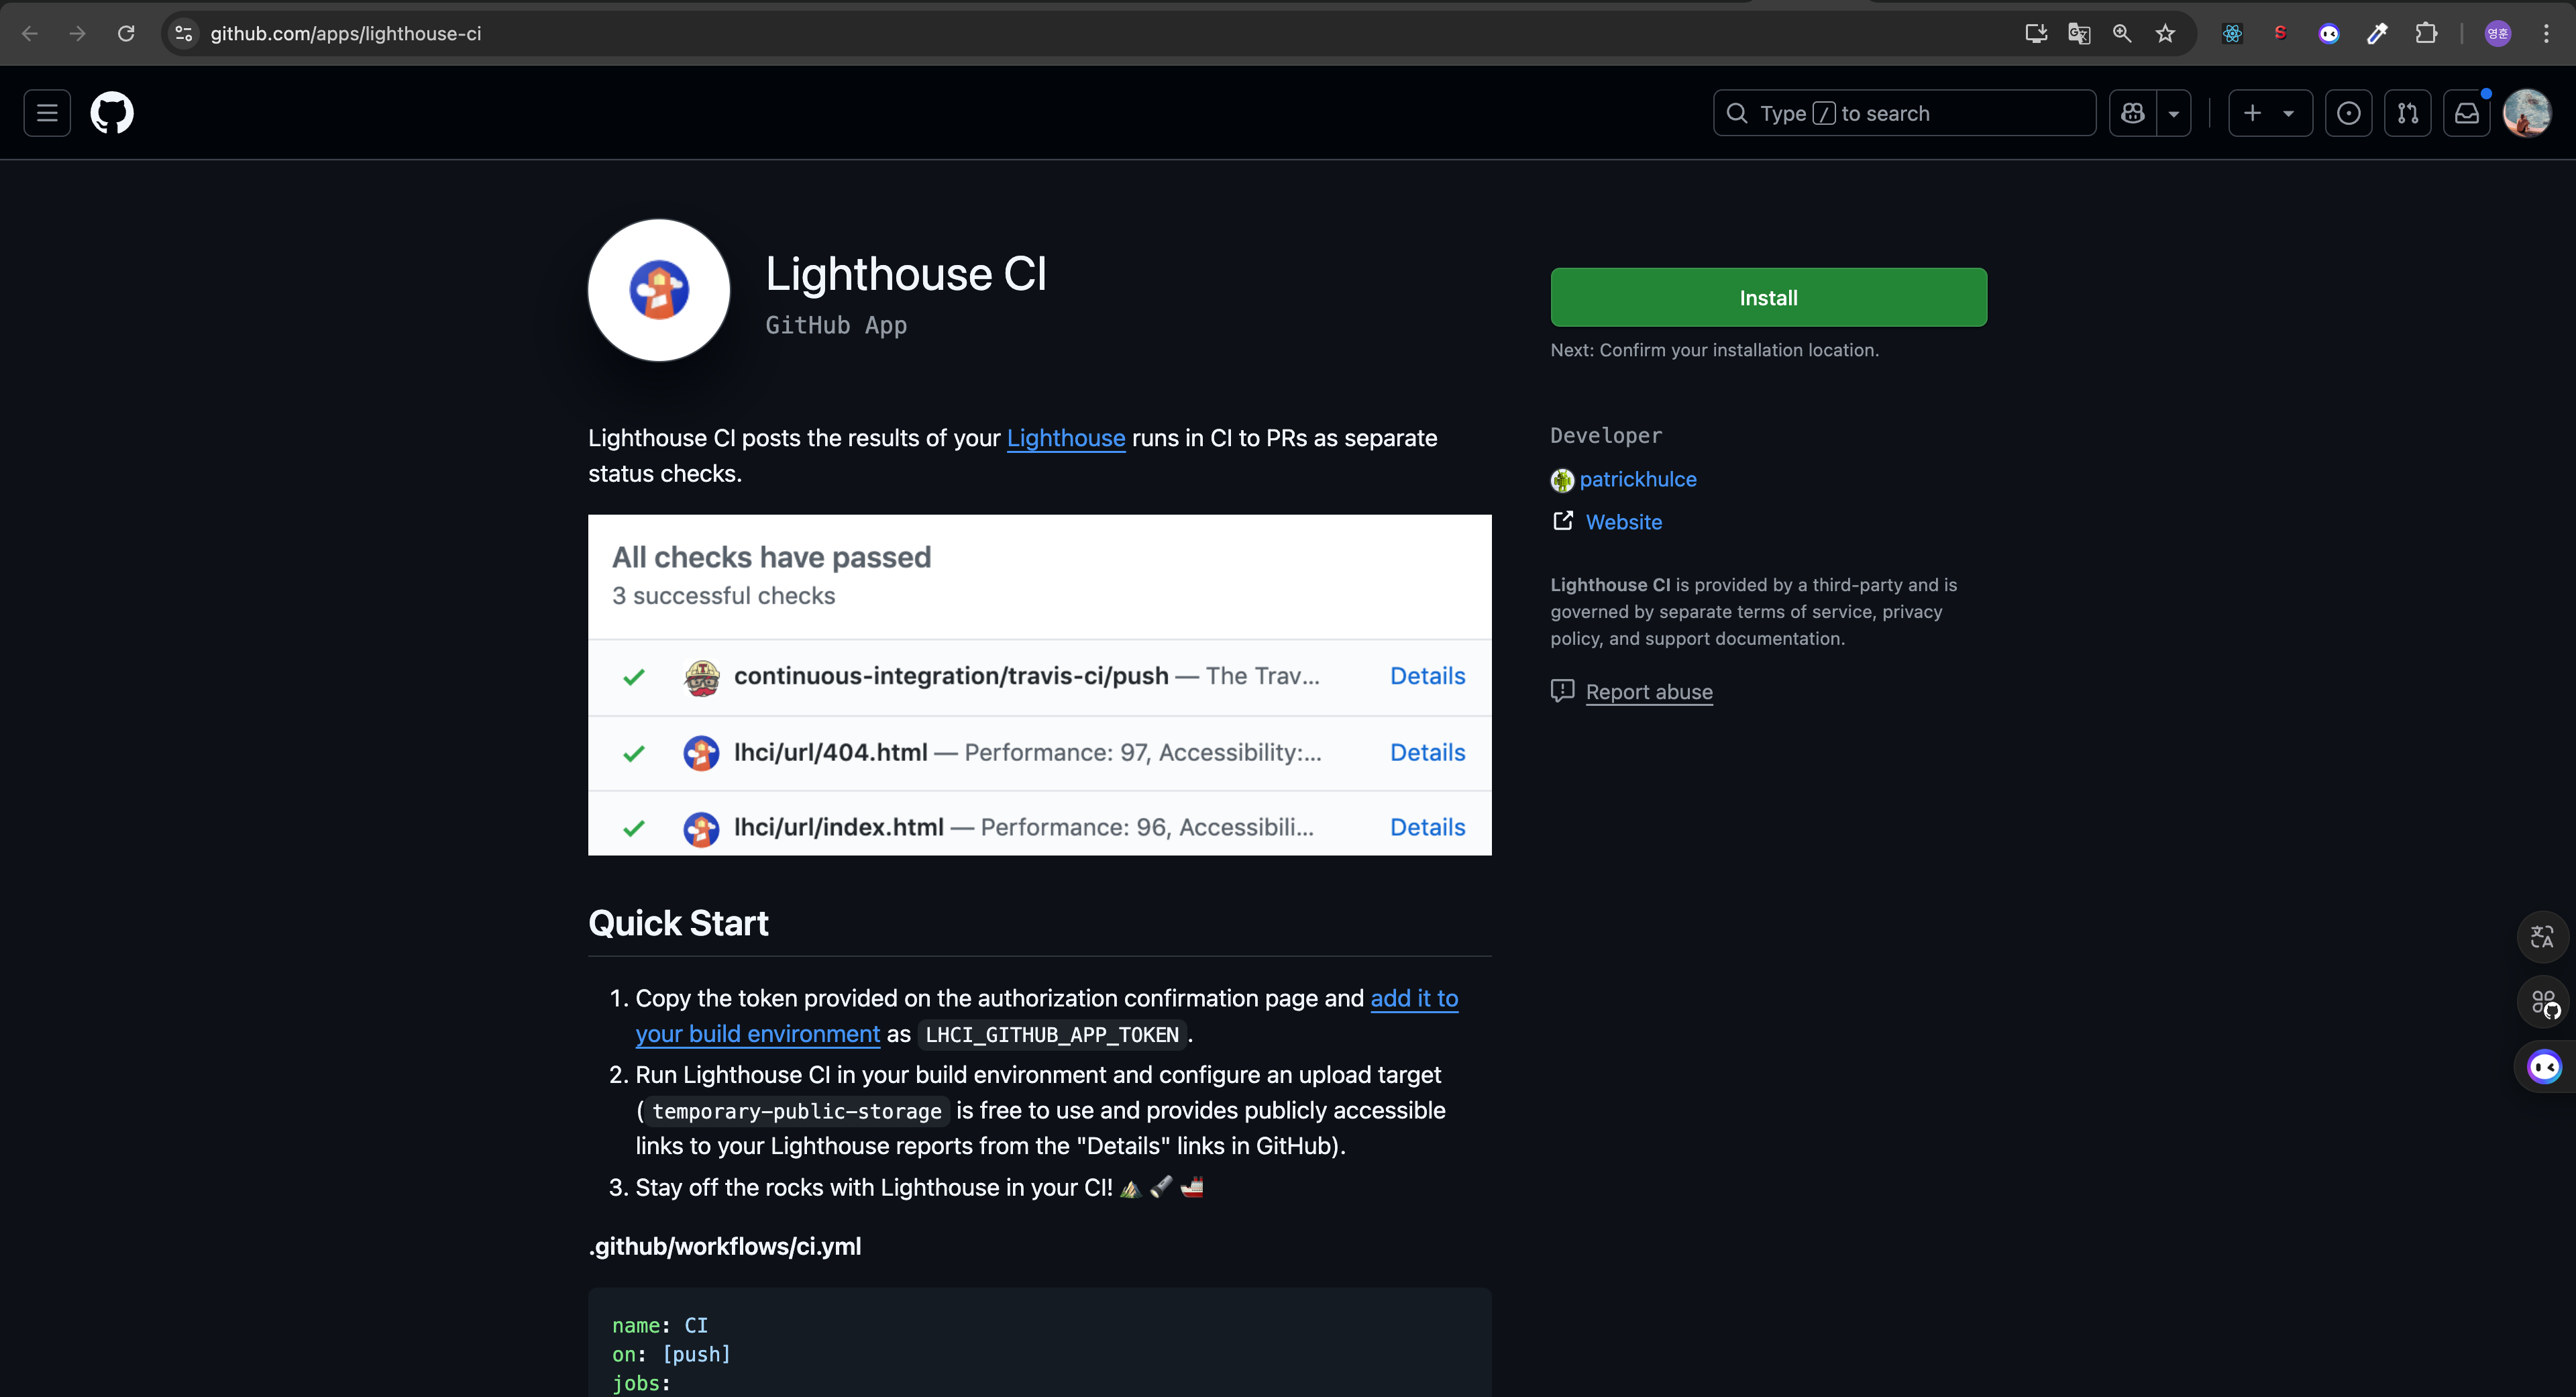 github.com/apps/lighthouse-ci
영훈
Type / to search
Lighthouse CI
GitHub App
Install
Next: Confirm your installation location.
Lighthouse CI posts the results of your Lighthouse runs in CI to PRs as separate
status checks.
All checks have passed
3 successful checks
continuous-integration/travis-ci/push — The Trav... Details
lhci/url/404.html — Performance: 97, Accessibility:... Details
lhci/url/index.html — Performance: 96, Accessibili... Details
Developer
patrickhulce
Website
Lighthouse CI is provided by a third-party and is
governed by separate terms of service, privacy
policy, and support documentation.
Report abuse
Quick Start
1. Copy the token provided on the authorization confirmation page and add it to
your build environment as LHCI_GITHUB_APP_TOKEN.
2. Run Lighthouse CI in your build environment and configure an upload target
(temporary-public-storage is free to use and provides publicly accessible
links to your Lighthouse reports from the "Details" links in GitHub).
3. Stay off the rocks with Lighthouse in your CI! ⛰️ 🔦 🚢
.github/workflows/ci.yml
name: CI
on: [push]
jobs: